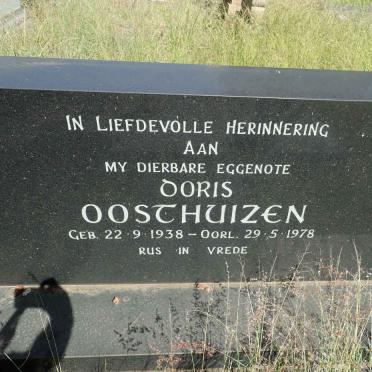 IN LIEFDEVOLLE HERINNERING
AAN
MY DIERBARE EGGENOTE
DORIS
OOSTHUIZEN
GEB. 22·9·1938 – OORL. 29·5·1978
RUS IN VREDE